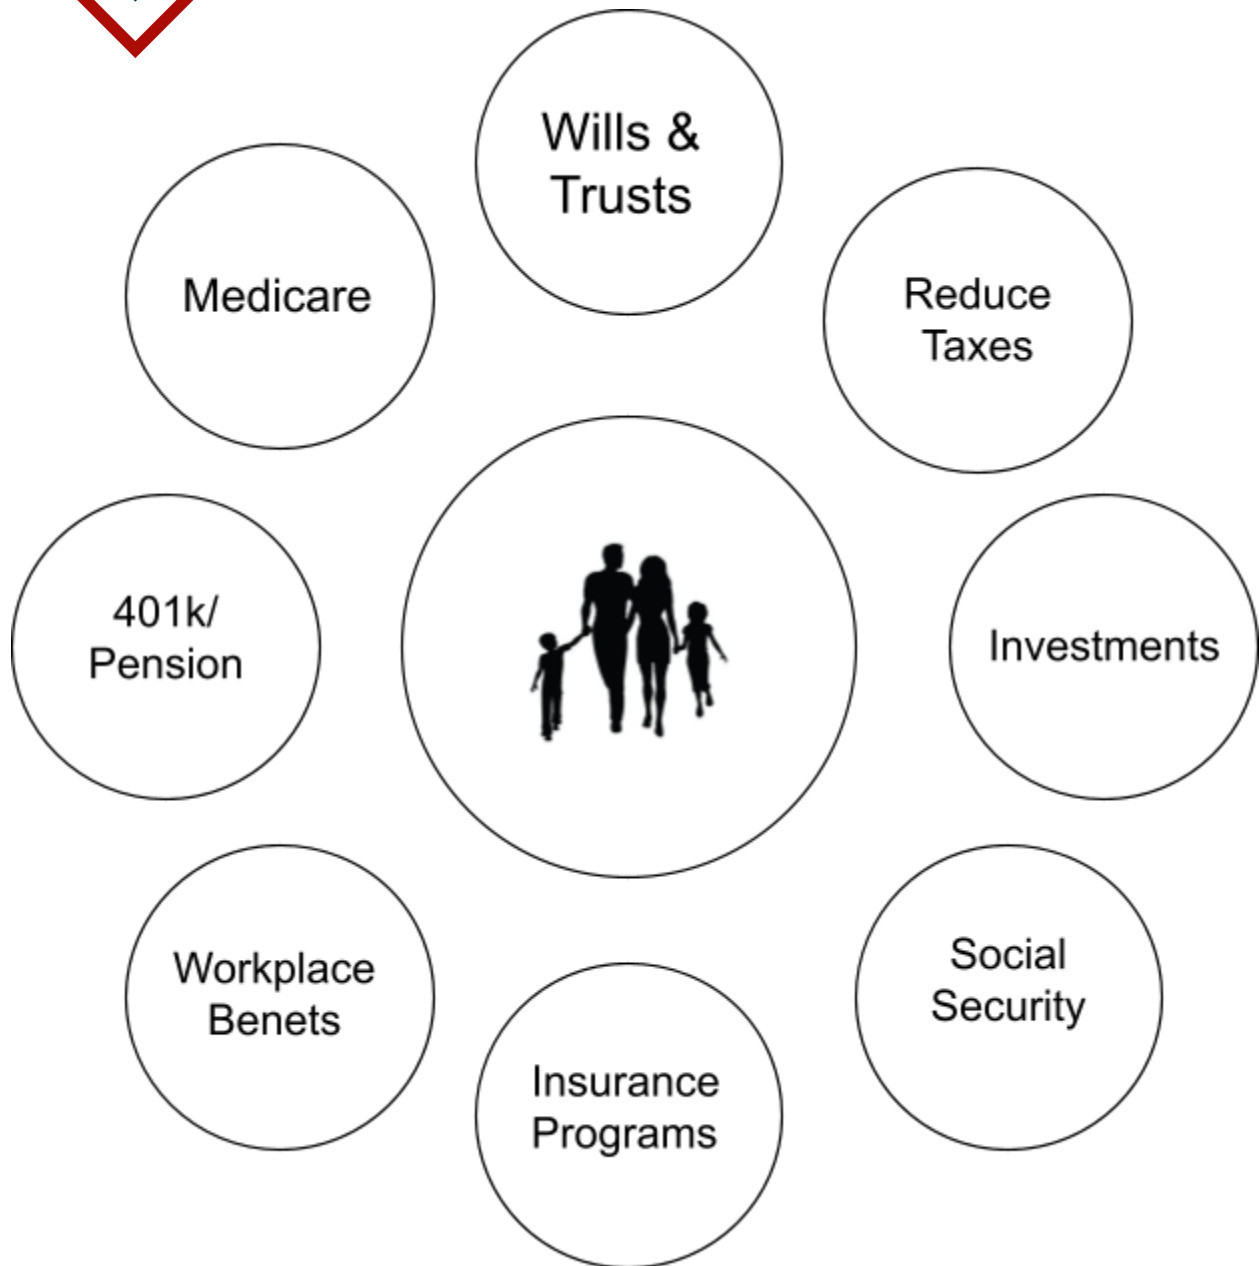 Wills &
Trusts
Medicare
Reduce
Taxes
401k/
Pension
Investments
Workplace
Benets
Social
Security
Insurance
Programs